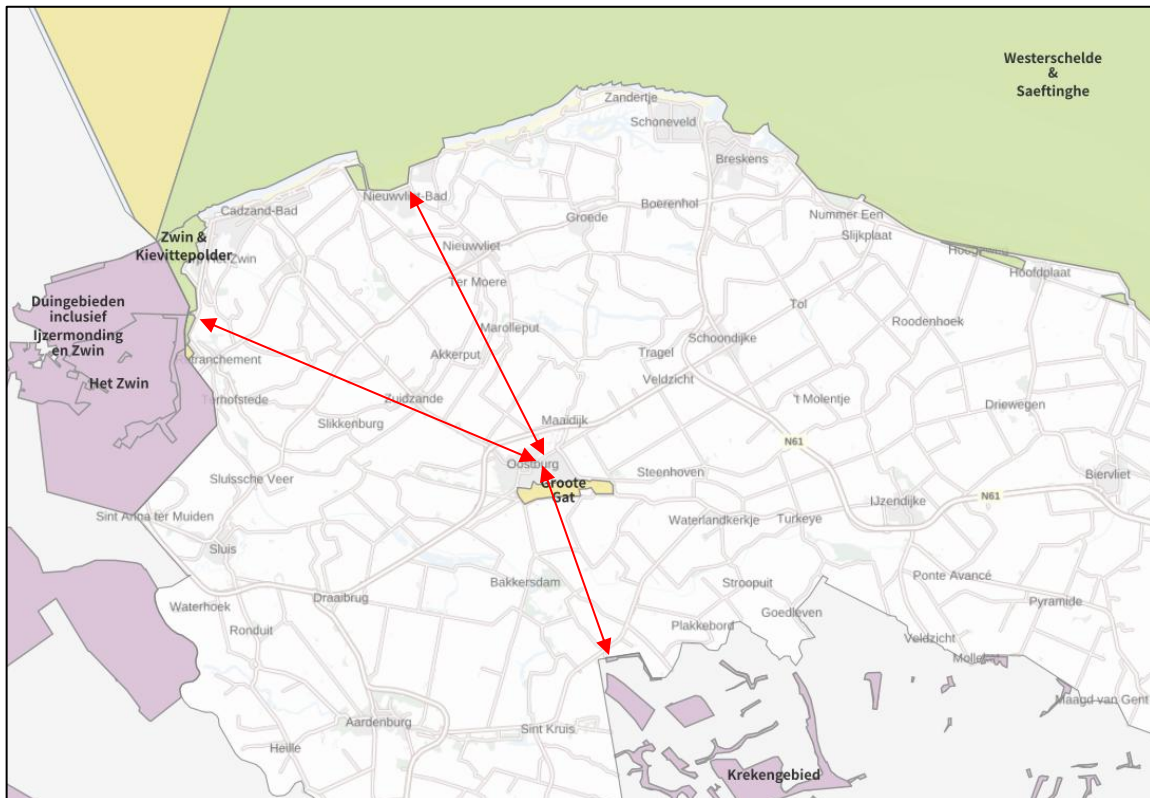 Westerschelde
&
Saeftinghe
Zandertje
Schoneveld
Breskens
Nieuwvliet-Bad
Boerenhol
Cadzand-Bad
Groede
Nummer Een
Zwin &
Kievittepolder
Nieuwvliet
Slijkplaat
Hoofdplaat
Ter Moere
Duingebieden
inclusief
Ijzermonding
en Zwin
Tol
Roodenhoek
Marolleput
Schoondijke
Akkerput
Tragel
Veldzicht
Het Zwin
Zuidzande
't Molentje
Driewegen
Slikkenburg
Maaidijk
N61
Oostburg
Steenhoven
Biervliet
Sluissche Veer
Groote
Gat
IJzendijke
N61
Sint Anna ter Muiden
Waterlandkerkje
Turkeye
Sluis
Bakkersdam
Stroopuit
Ponte Avancé
Draaibrug
Waterhoek
Goedleven
Pyramide
Ronduit
Plakkebord
Veldzicht
Maagd van Gent
Aardenburg
Sint Kruis
Heille
Krekengebied